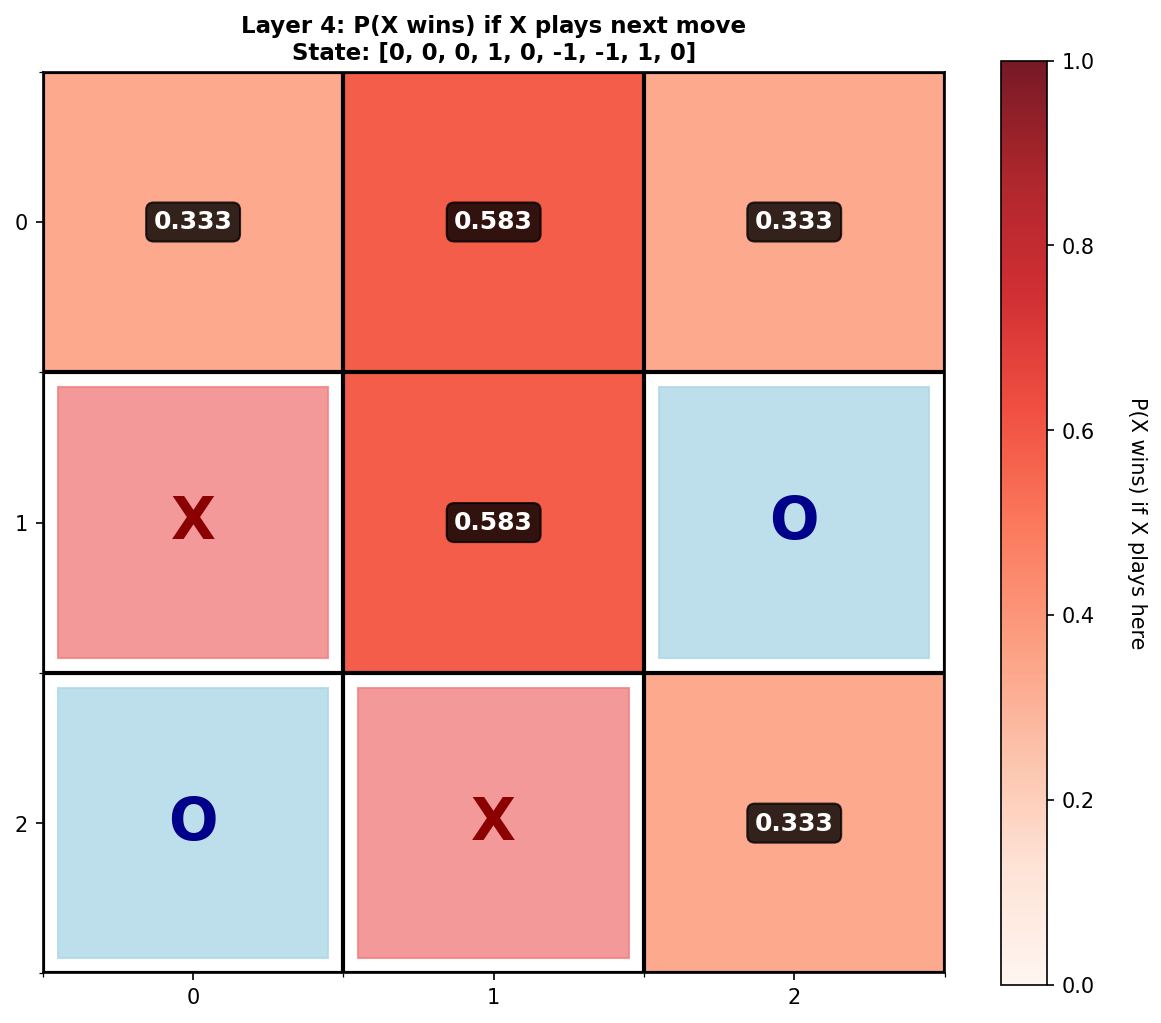 Layer 4: P(X wins) if X plays next move
State: [0, 0, 0, 1, 0, -1, -1, 1, 0]
0.333 0.583 0.333
X 0.583 O
O X 0.333
0
1
2
0 1 2
1.0
0.8
0.6
0.4
0.2
0.0
P(X wins) if X plays here